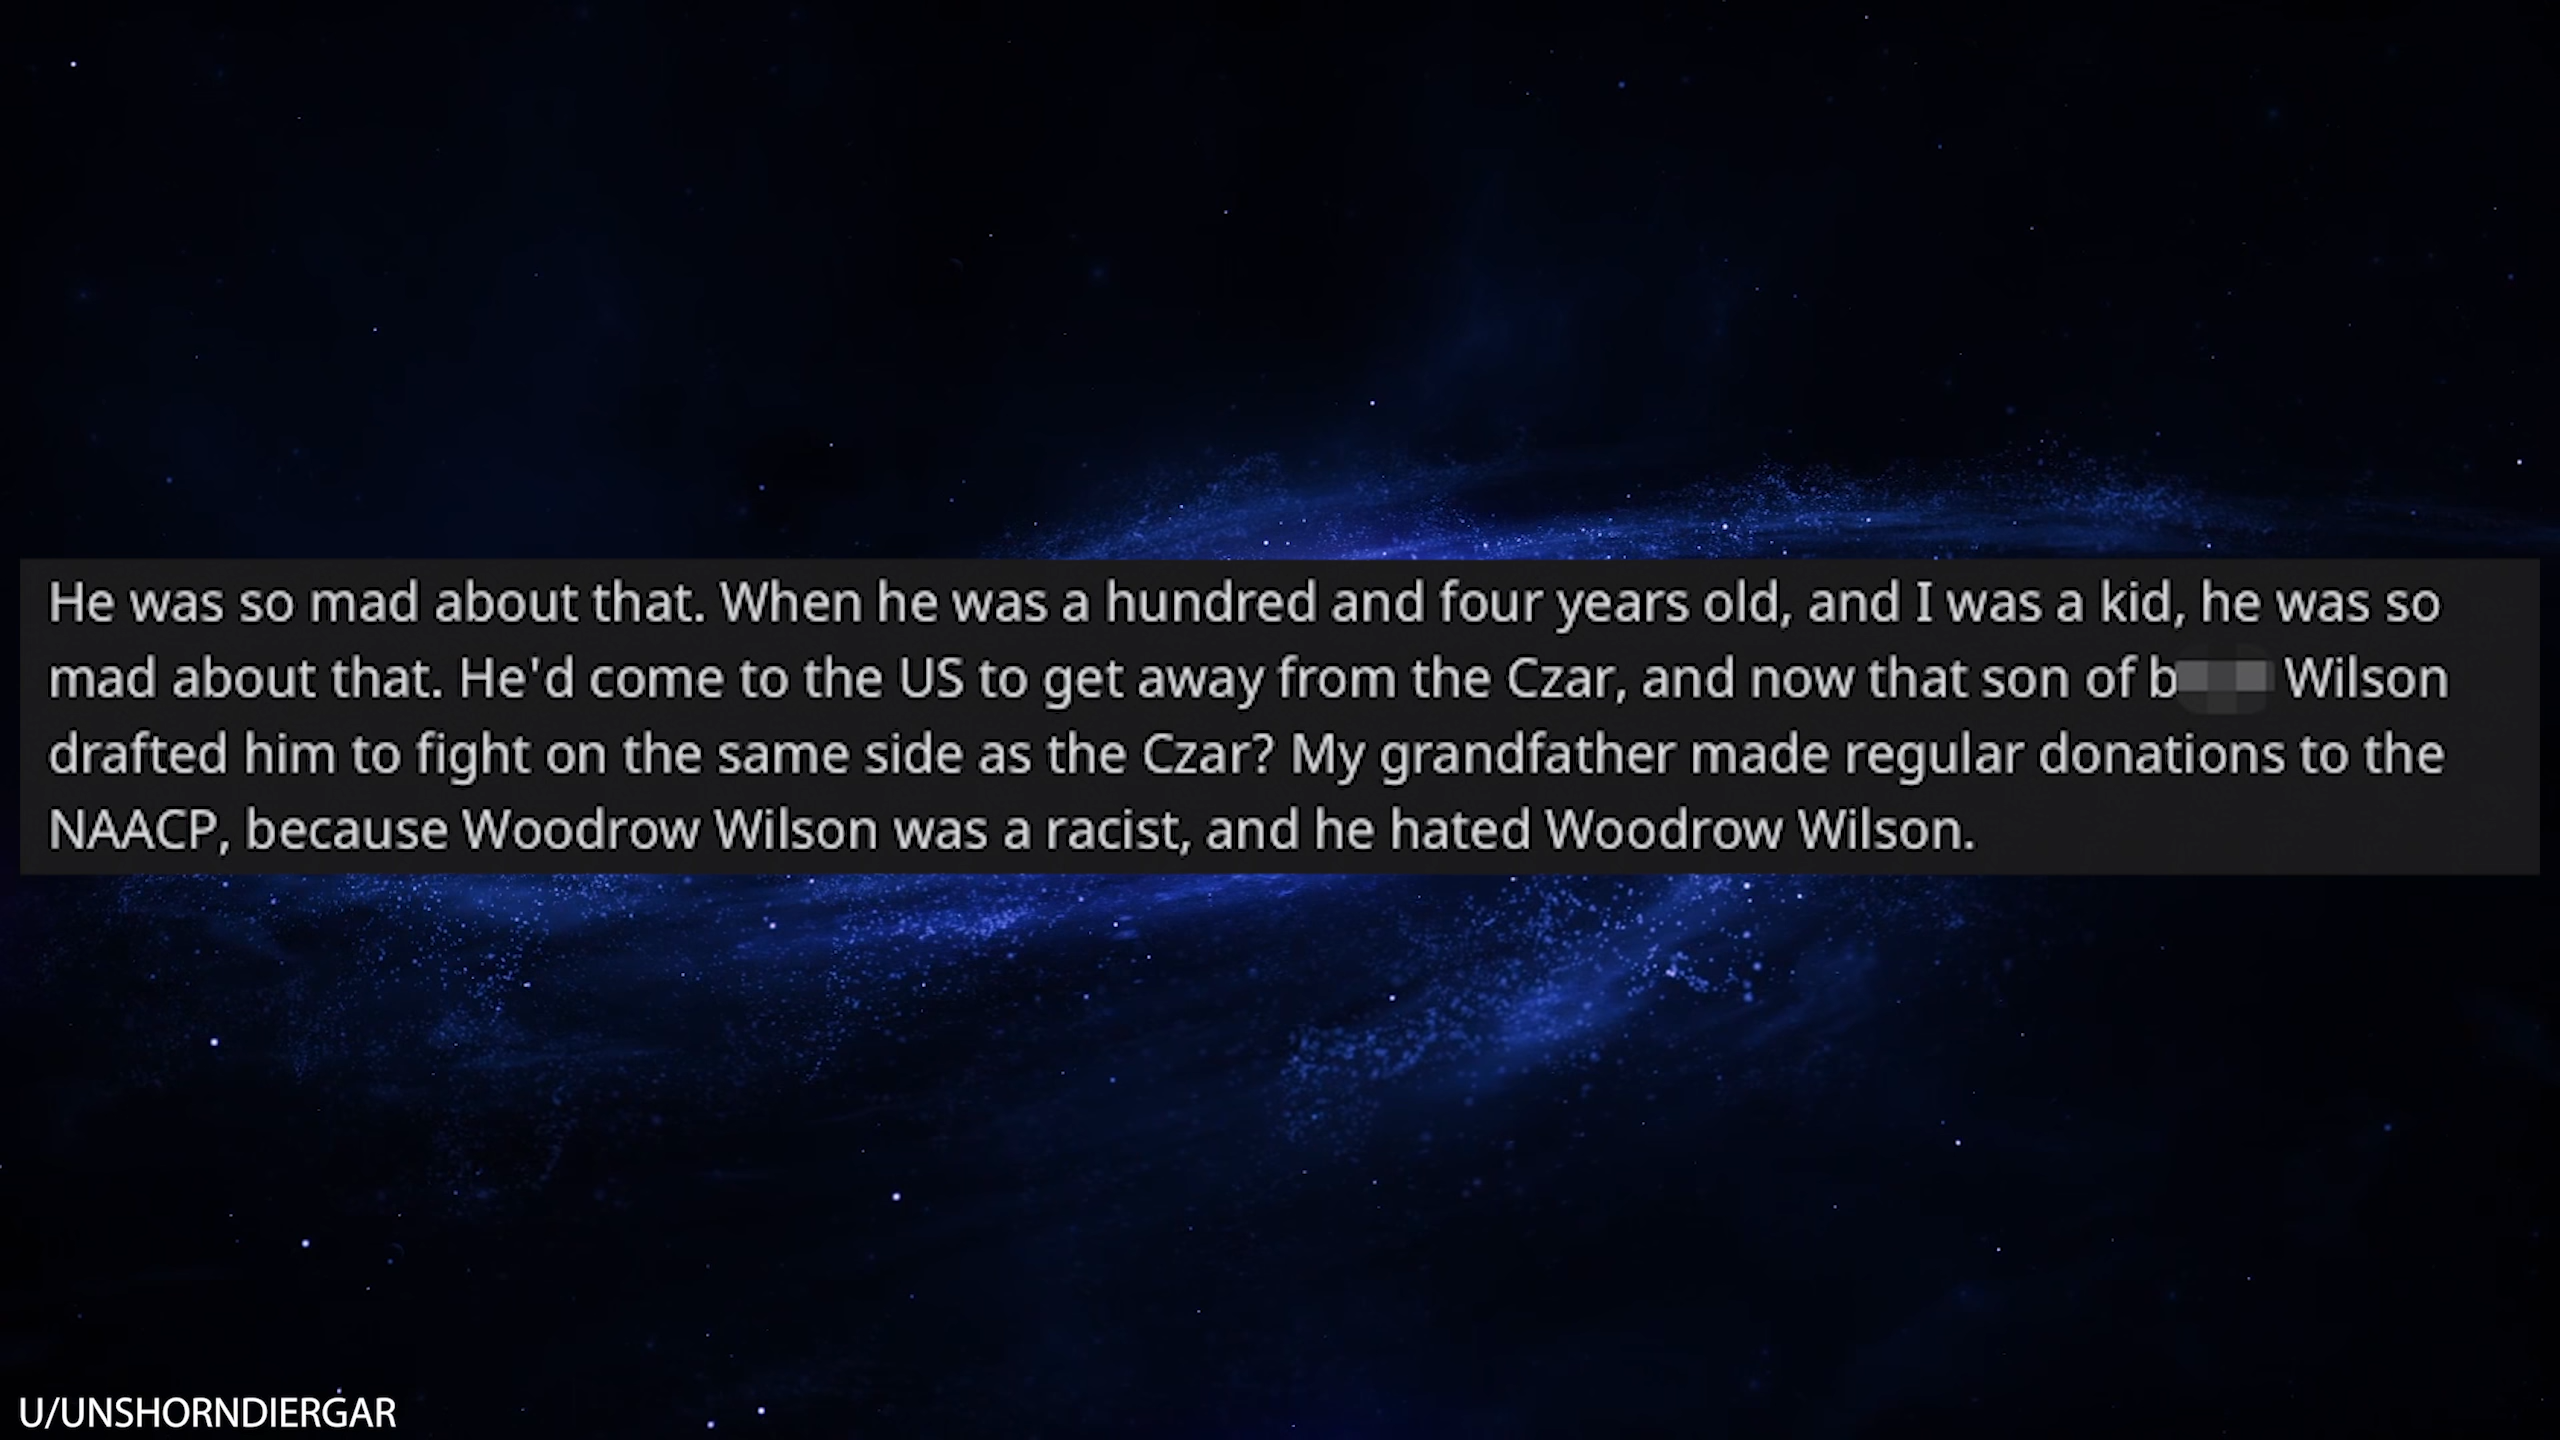 He was so mad about that. When he was a hundred and four years old, and I was a kid, he was so
mad about that. He'd come to the US to get away from the Czar, and now that son of b Wilson
drafted him to fight on the same side as the Czar? My grandfather made regular donations to the
NAACP, because Woodrow Wilson was a racist, and he hated Woodrow Wilson.
U/UNSHORNDIERGAR